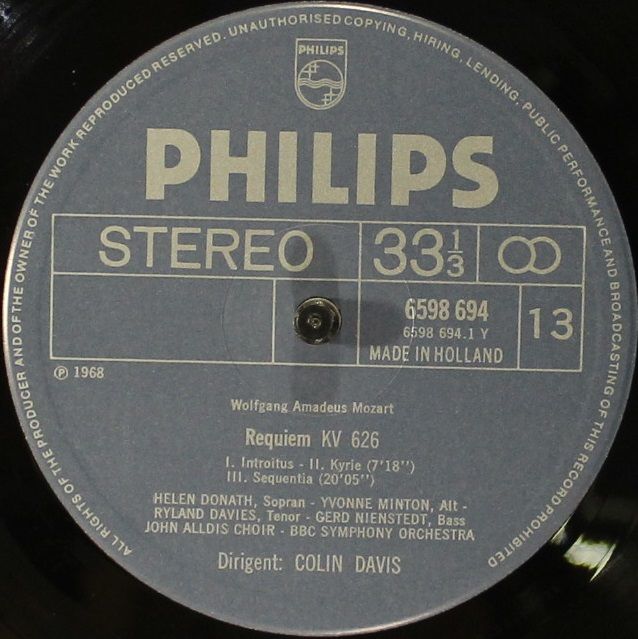 ALL RIGHTS OF THE PRODUCER AND OF THE OWNER OF THE WORK REPRODUCED RESERVED. UNAUTHORISED COPYING, HIRING, LENDING, PUBLIC PERFORMANCE AND BROADCASTING OF THIS RECORD PROHIBITED
PHILIPS
PHILIPS
STEREO 33 1/3
6598 694
6598 694.1 Y
MADE IN HOLLAND
13
℗ 1968
Wolfgang Amadeus Mozart
Requiem KV 626
I. Introitus - II. Kyrie (7'18'')
III. Sequentia (20'05'')
HELEN DONATH, Sopran - YVONNE MINTON, Alt -
RYLAND DAVIES, Tenor - GERD NIENSTEDT, Bass
JOHN ALLDIS CHOIR - BBC SYMPHONY ORCHESTRA
Dirigent: COLIN DAVIS